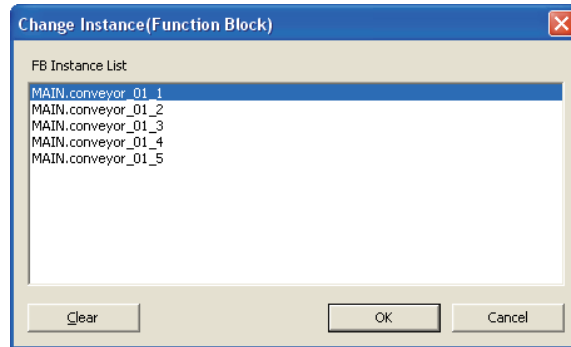 Change Instance(Function Block)
FB Instance List
MAIN.conveyor_01_1
MAIN.conveyor_01_2
MAIN.conveyor_01_3
MAIN.conveyor_01_4
MAIN.conveyor_01_5
Clear
OK
Cancel